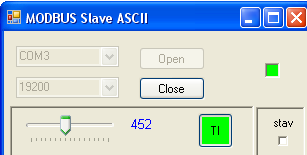 MODBUS Slave ASCII
COM3
Open
19200
Close
452
TI
stav